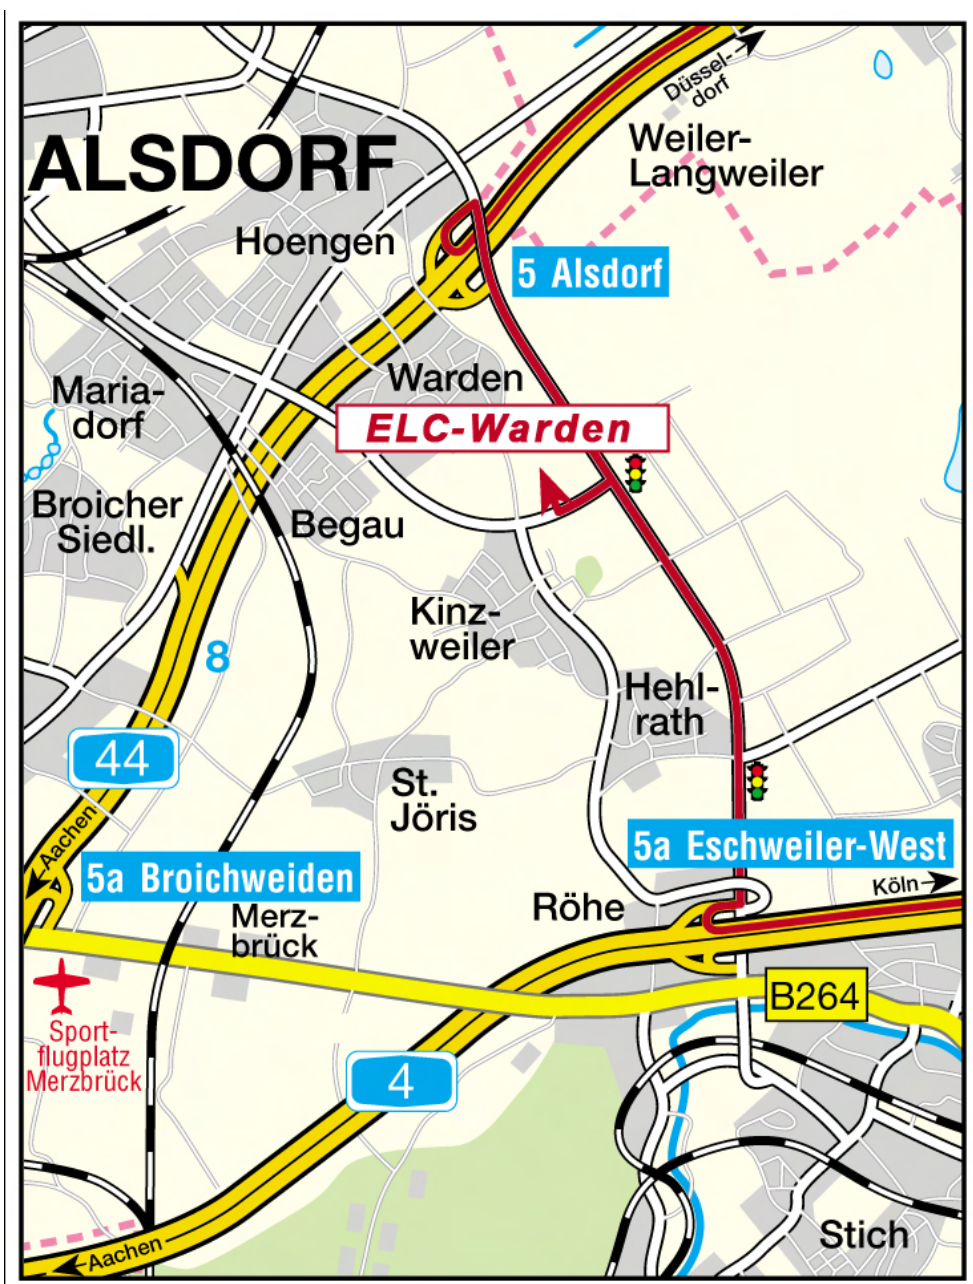 Düssel-
dorf
Weiler-
Langweiler
ALSDORF
Hoengen
5 Alsdorf
Warden
Maria-
dorf
ELC-Warden
Broicher
Siedl.
Begau
Kinz-
weiler
8
Hehl-
rath
44
St.
Jöris
Aachen
5a Eschweiler-West
5a Broichweiden
Köln
Röhe
Merz-
brück
B264
Sport-
flugplatz
Merzbrück
4
Stich
Aachen